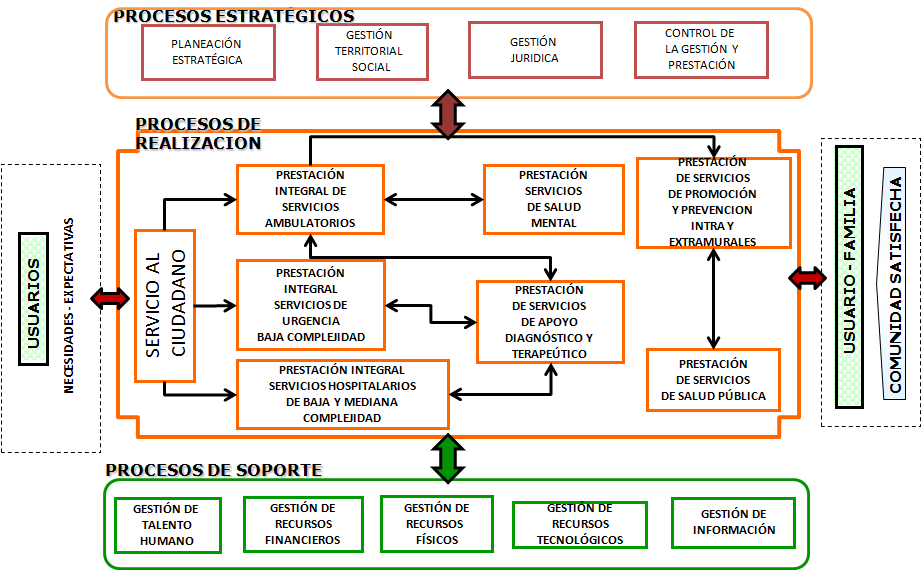 PROCESOS ESTRATÉGICOS
PLANEACIÓN
ESTRATÉGICA
GESTIÓN
TERRITORIAL
SOCIAL
GESTIÓN
JURIDICA
CONTROL DE
LA GESTIÓN Y
PRESTACIÓN
PROCESOS DE
REALIZACION
USUARIOS
NECESIDADES - EXPECTATIVAS
SERVICIO AL
CIUDADANO
PRESTACIÓN
INTEGRAL DE
SERVICIOS
AMBULATORIOS
PRESTACIÓN
SERVICIOS
DE SALUD
MENTAL
PRESTACIÓN
DE SERVICIOS
DE PROMOCIÓN
Y PREVENCION
INTRA Y
EXTRAMURALES
PRESTACIÓN
INTEGRAL
SERVICIOS DE
URGENCIA
BAJA COMPLEJIDAD
PRESTACIÓN
DE SERVICIOS
DE APOYO
DIAGNÓSTICO Y
TERAPEÚTICO
PRESTACIÓN INTEGRAL
SERVICIOS HOSPITALARIOS
DE BAJA Y MEDIANA
COMPLEJIDAD
PRESTACIÓN
DE SERVICIOS
DE SALUD PÚBLICA
USUARIO - FAMILIA
COMUNIDAD SATISFECHA
PROCESOS DE SOPORTE
GESTIÓN DE
TALENTO
HUMANO
GESTIÓN DE
RECURSOS
FINANCIEROS
GESTIÓN DE
RECURSOS
FÍSICOS
GESTIÓN DE
RECURSOS
TECNOLÓGICOS
GESTIÓN DE
INFORMACIÓN